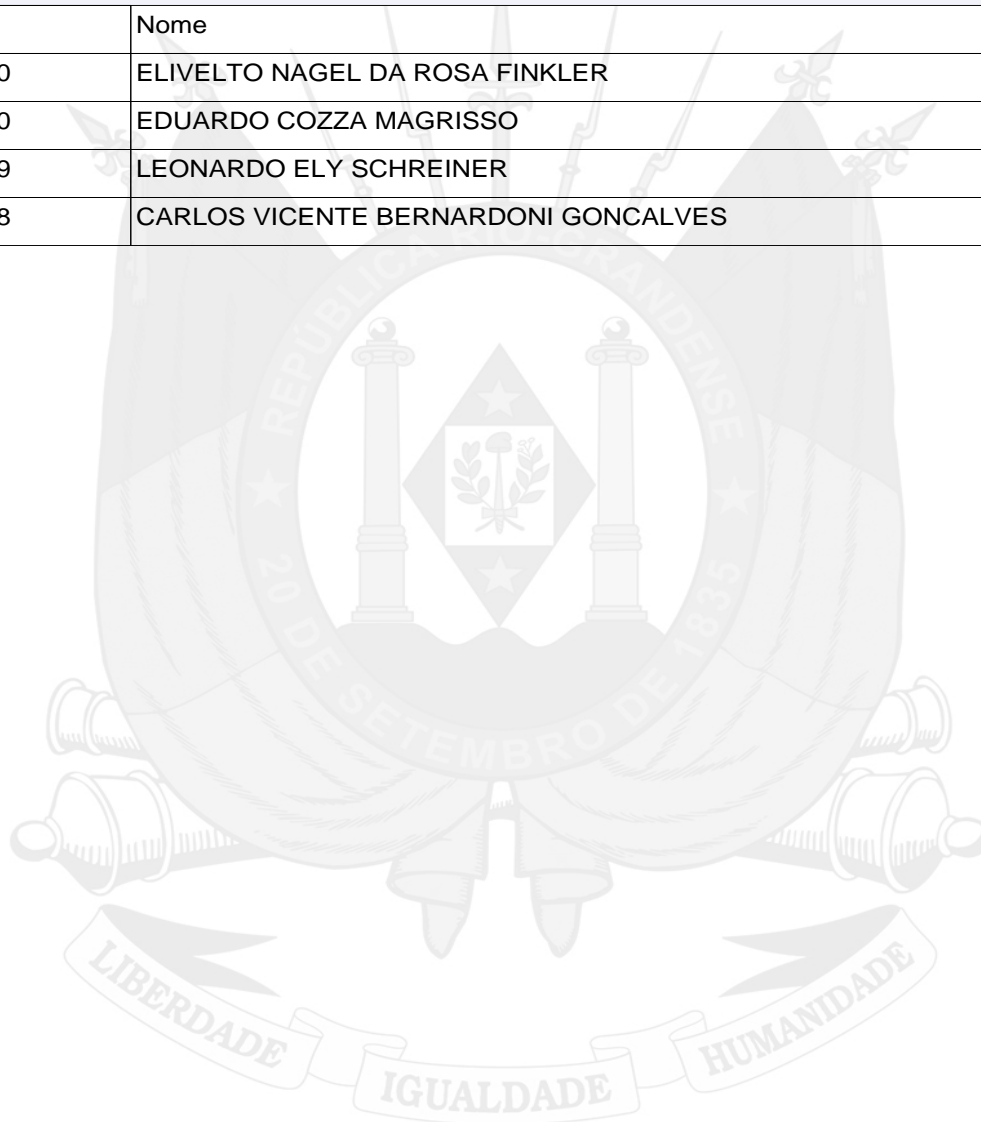 Nome
0 ELIVELTO NAGEL DA ROSA FINKLER
0 EDUARDO COZZA MAGRISSO
9 LEONARDO ELY SCHREINER
8 CARLOS VICENTE BERNARDONI GONCALVES
REPÚBLICA RIO-GRANDENSE
20 DE SETEMBRO DE 1835
LIBERDADE
IGUALDADE
HUMANIDADE